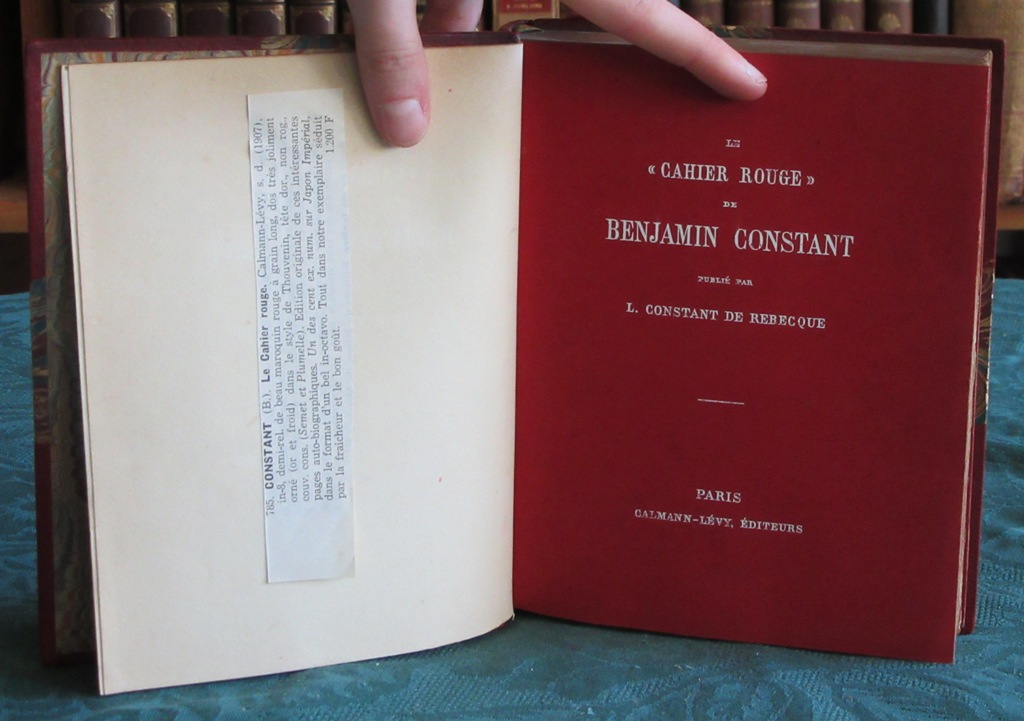 785. CONSTANT (B.). Le Cahier rouge. Calmann-Lévy, s. d. (1907),
in-8, demi-rel. de beau maroquin rouge à grain long, dos très joliment
orné (or et froid) dans le style de Thouvenin, tête dor., non rog.,
couv. cons. (Semet et Plumelle). Edition originale de ces intéressantes
pages auto-biographiques. Un des cent ex. num. sur Japon Impérial,
dans le format d'un bel in-octavo. Tout dans notre exemplaire séduit
par la fraîcheur et le bon goût. 1.200 F
LE
« CAHIER ROUGE »
DE
BENJAMIN CONSTANT
PUBLIÉ PAR
L. CONSTANT DE REBECQUE
PARIS
CALMANN-LÉVY, ÉDITEURS